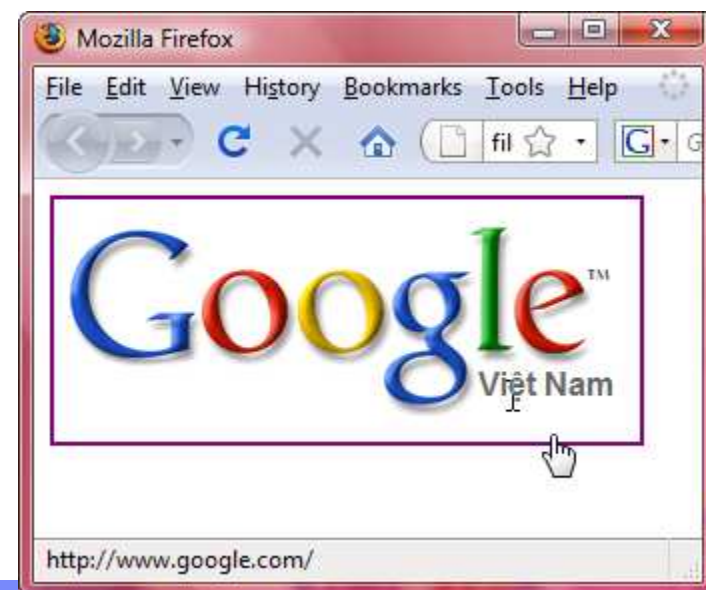 Mozilla Firefox
File Edit View History Bookmarks Tools Help
fil G G
Google™
Việt Nam
http://www.google.com/